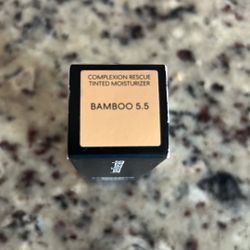 COMPLEXION RESCUE
TINTED MOISTURIZER
BAMBOO 5.5